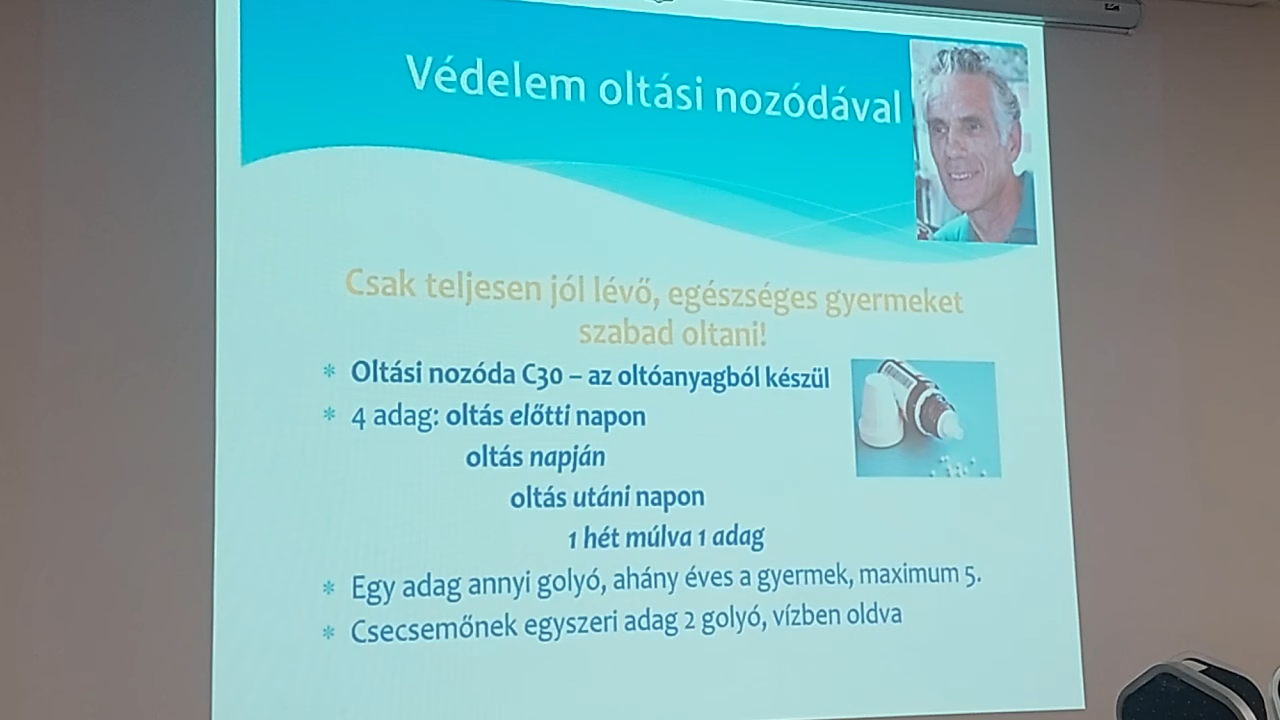 Védelem oltási nozódával
Csak teljesen jól lévő, egészséges gyermeket
szabad oltani!
* Oltási nozóda C30 – az oltóanyagból készül
* 4 adag: oltás előtti napon
oltás napján
oltás utáni napon
1 hét múlva 1 adag
* Egy adag annyi golyó, ahány éves a gyermek, maximum 5.
* Csecsemőnek egyszeri adag 2 golyó, vízben oldva